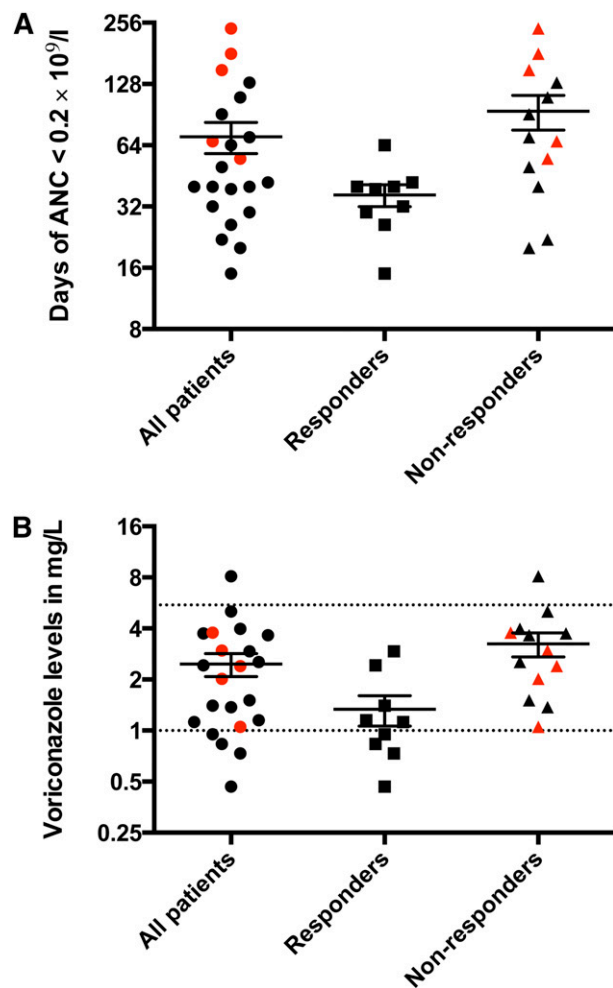 A
Days of ANC < 0.2 × 10⁹/l
256
128
64
32
16
8
All patients
Responders
Non-responders
B
Voriconazole levels in mg/L
16
8
4
2
1
0.5
0.25
All patients
Responders
Non-responders